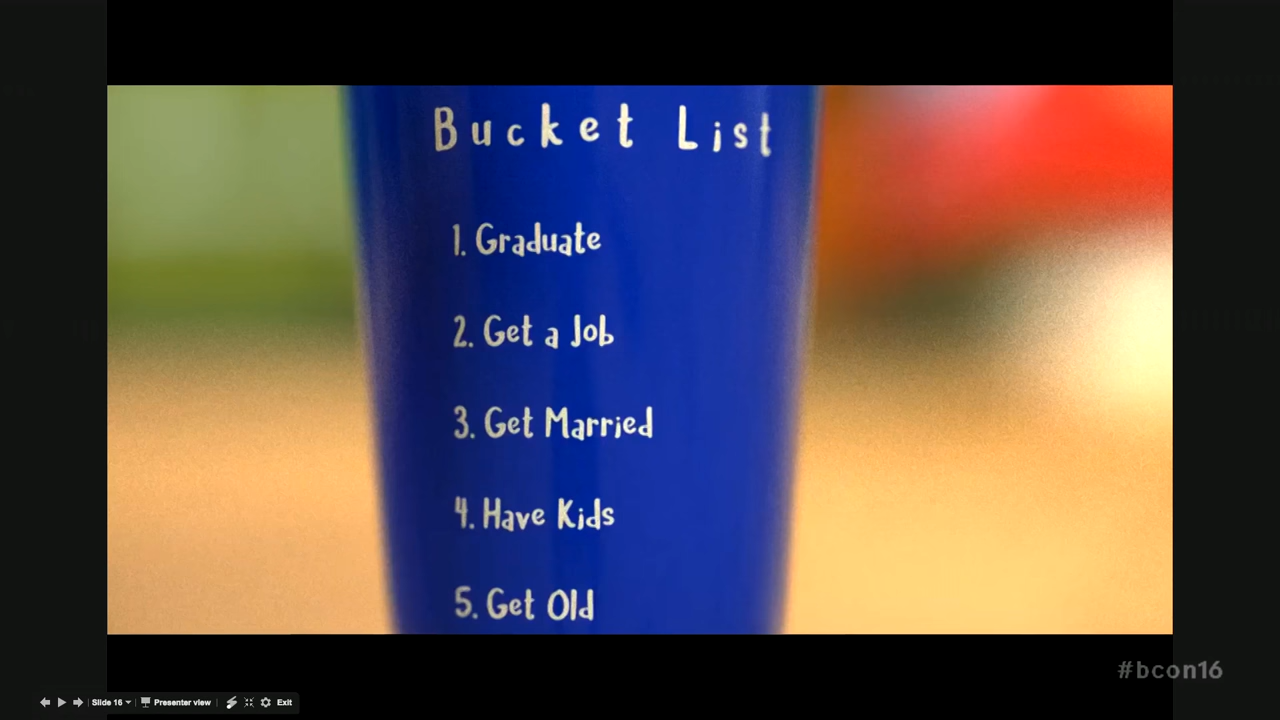 Bucket List
1. Graduate
2. Get a Job
3. Get Married
4. Have Kids
5. Get Old
#bcon16
Slide 16
Presenter view
Exit